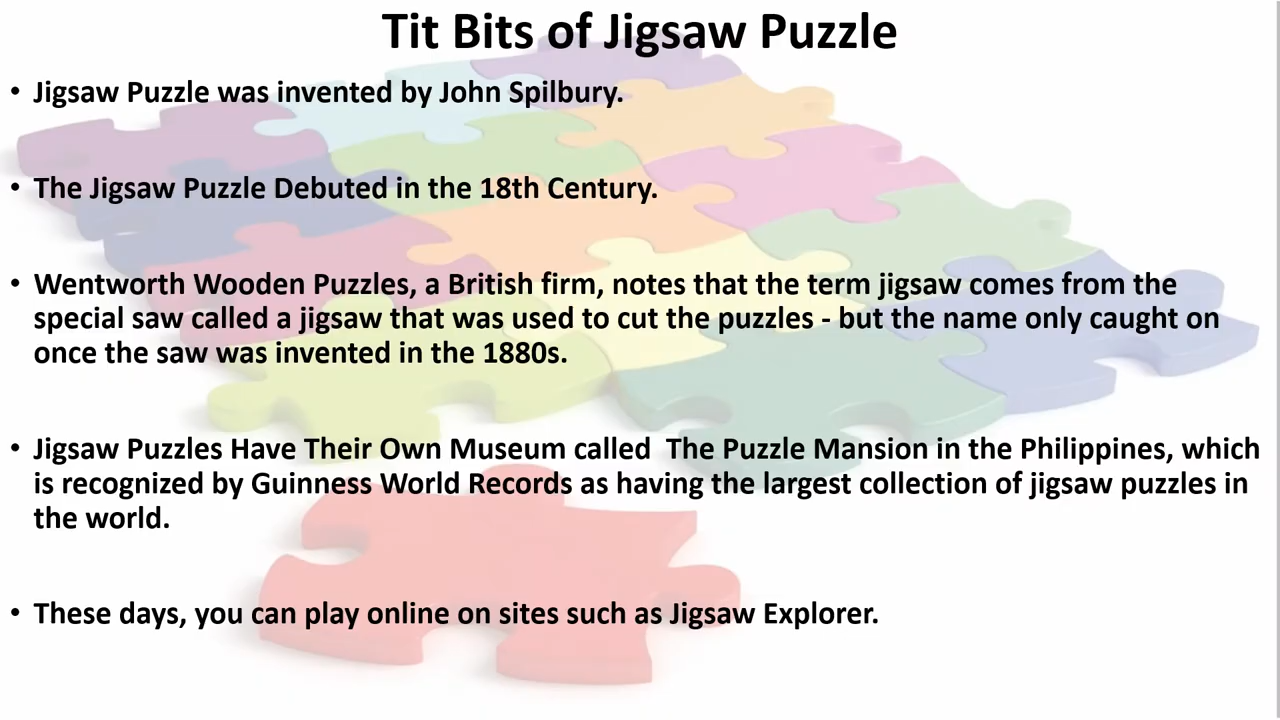 Tit Bits of Jigsaw Puzzle
• Jigsaw Puzzle was invented by John Spilbury.
• The Jigsaw Puzzle Debuted in the 18th Century.
• Wentworth Wooden Puzzles, a British firm, notes that the term jigsaw comes from the
special saw called a jigsaw that was used to cut the puzzles - but the name only caught on
once the saw was invented in the 1880s.
• Jigsaw Puzzles Have Their Own Museum called  The Puzzle Mansion in the Philippines, which
is recognized by Guinness World Records as having the largest collection of jigsaw puzzles in
the world.
• These days, you can play online on sites such as Jigsaw Explorer.